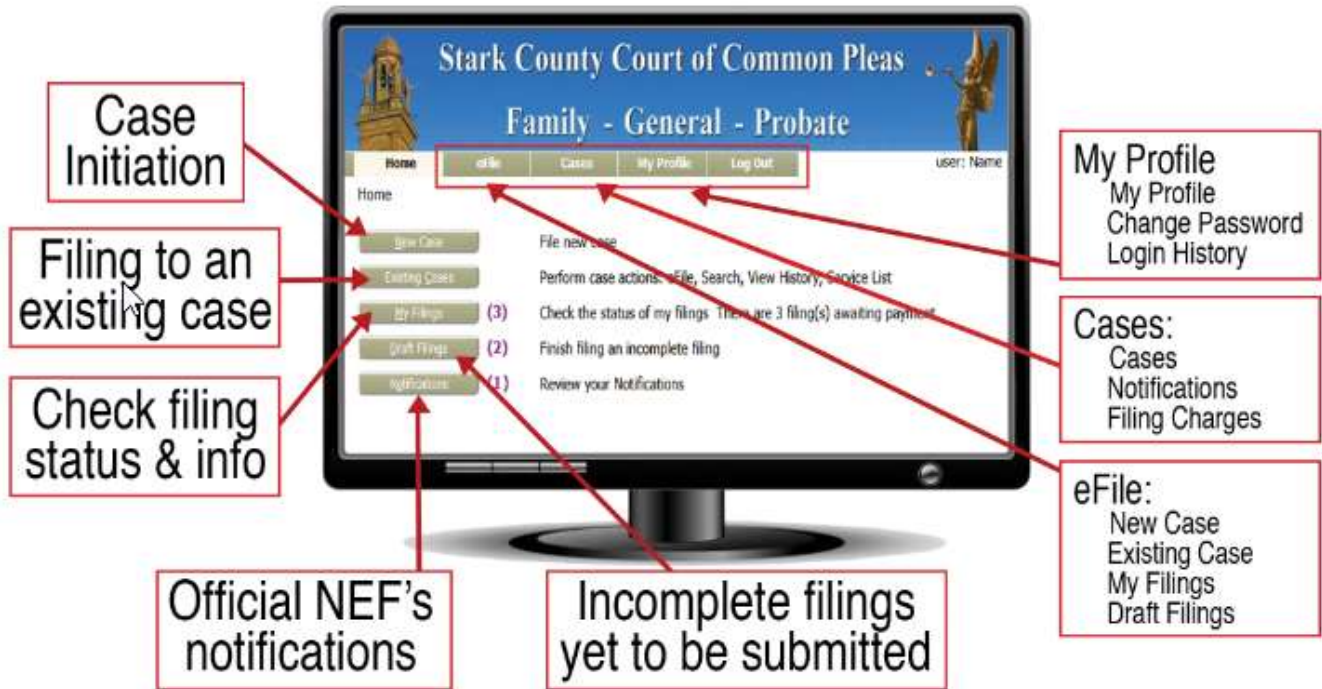 Stark County Court of Common Pleas
Family - General - Probate
Home eFile Cases My Profile Log Out user: Name
Home
New Case File new case
Existing Cases Perform case actions: eFile, Search, View History, Service List
My Filings (3) Check the status of my filings There are 3 filing(s) awaiting payment
Draft Filings (2) Finish filing an incomplete filing
Notifications (1) Review your Notifications
Case
Initiation
Filing to an
existing case
Check filing
status & info
Official NEF's
notifications
Incomplete filings
yet to be submitted
My Profile
My Profile
Change Password
Login History
Cases:
Cases
Notifications
Filing Charges
eFile:
New Case
Existing Case
My Filings
Draft Filings